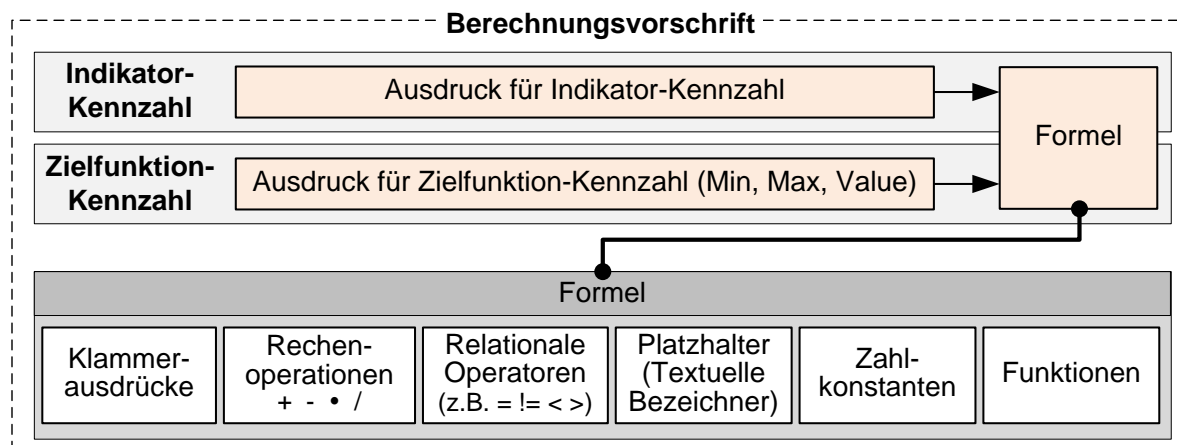 Berechnungsvorschrift
Indikator-
Kennzahl
Ausdruck für Indikator-Kennzahl
Formel
Zielfunktion-
Kennzahl
Ausdruck für Zielfunktion-Kennzahl (Min, Max, Value)
Formel
Klammer-
ausdrücke
Rechen-
operationen
+ - • /
Relationale
Operatoren
(z.B. = != < >)
Platzhalter
(Textuelle
Bezeichner)
Zahl-
konstanten
Funktionen